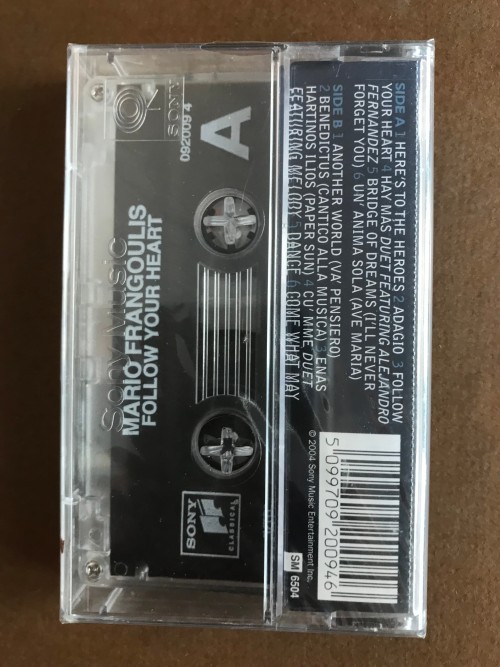 SIDE A 1 HERE'S TO THE HEROES 2 ADAGIO 3 FOLLOW
YOUR HEART 4 HAY MÁS DUET FEATURING ALEJANDRO
FERNANDEZ 5 BRIDGE OF DREAMS (I'LL NEVER
FORGET YOU) 6 UN' ANIMA SOLA (AVE MARIA)
SIDE B 1 ANOTHER WORLD (VA' PENSIERO)
2 BENEDICTUS (CANTICO ALLA MUSICA) 3 ENAS
HARTINOS ILIOS (PAPER SUN) 4 CU' MME DUET
FEATURING MELODY 5 DANCE 6 COME WHAT MAY
© 2004 Sony Music Entertainment Inc.
5 099709 200946
SM 6504
A
092009 4
SONY
Sony Music
MARIO FRANGOULIS
FOLLOW YOUR HEART
SONY
CLASSICAL